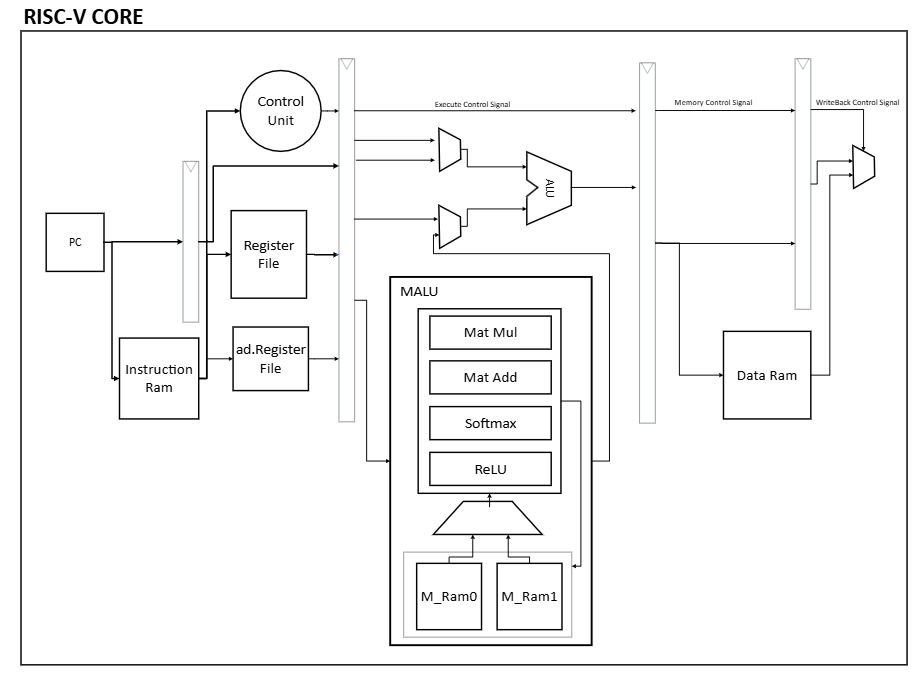 RISC-V CORE
Control
Unit
Execute Control Signal
Memory Control Signal
WriteBack Control Signal
ALU
PC
Register
File
MALU
Mat Mul
Mat Add
Softmax
ReLU
Instruction
Ram
ad.Register
File
Data Ram
M_Ram0
M_Ram1